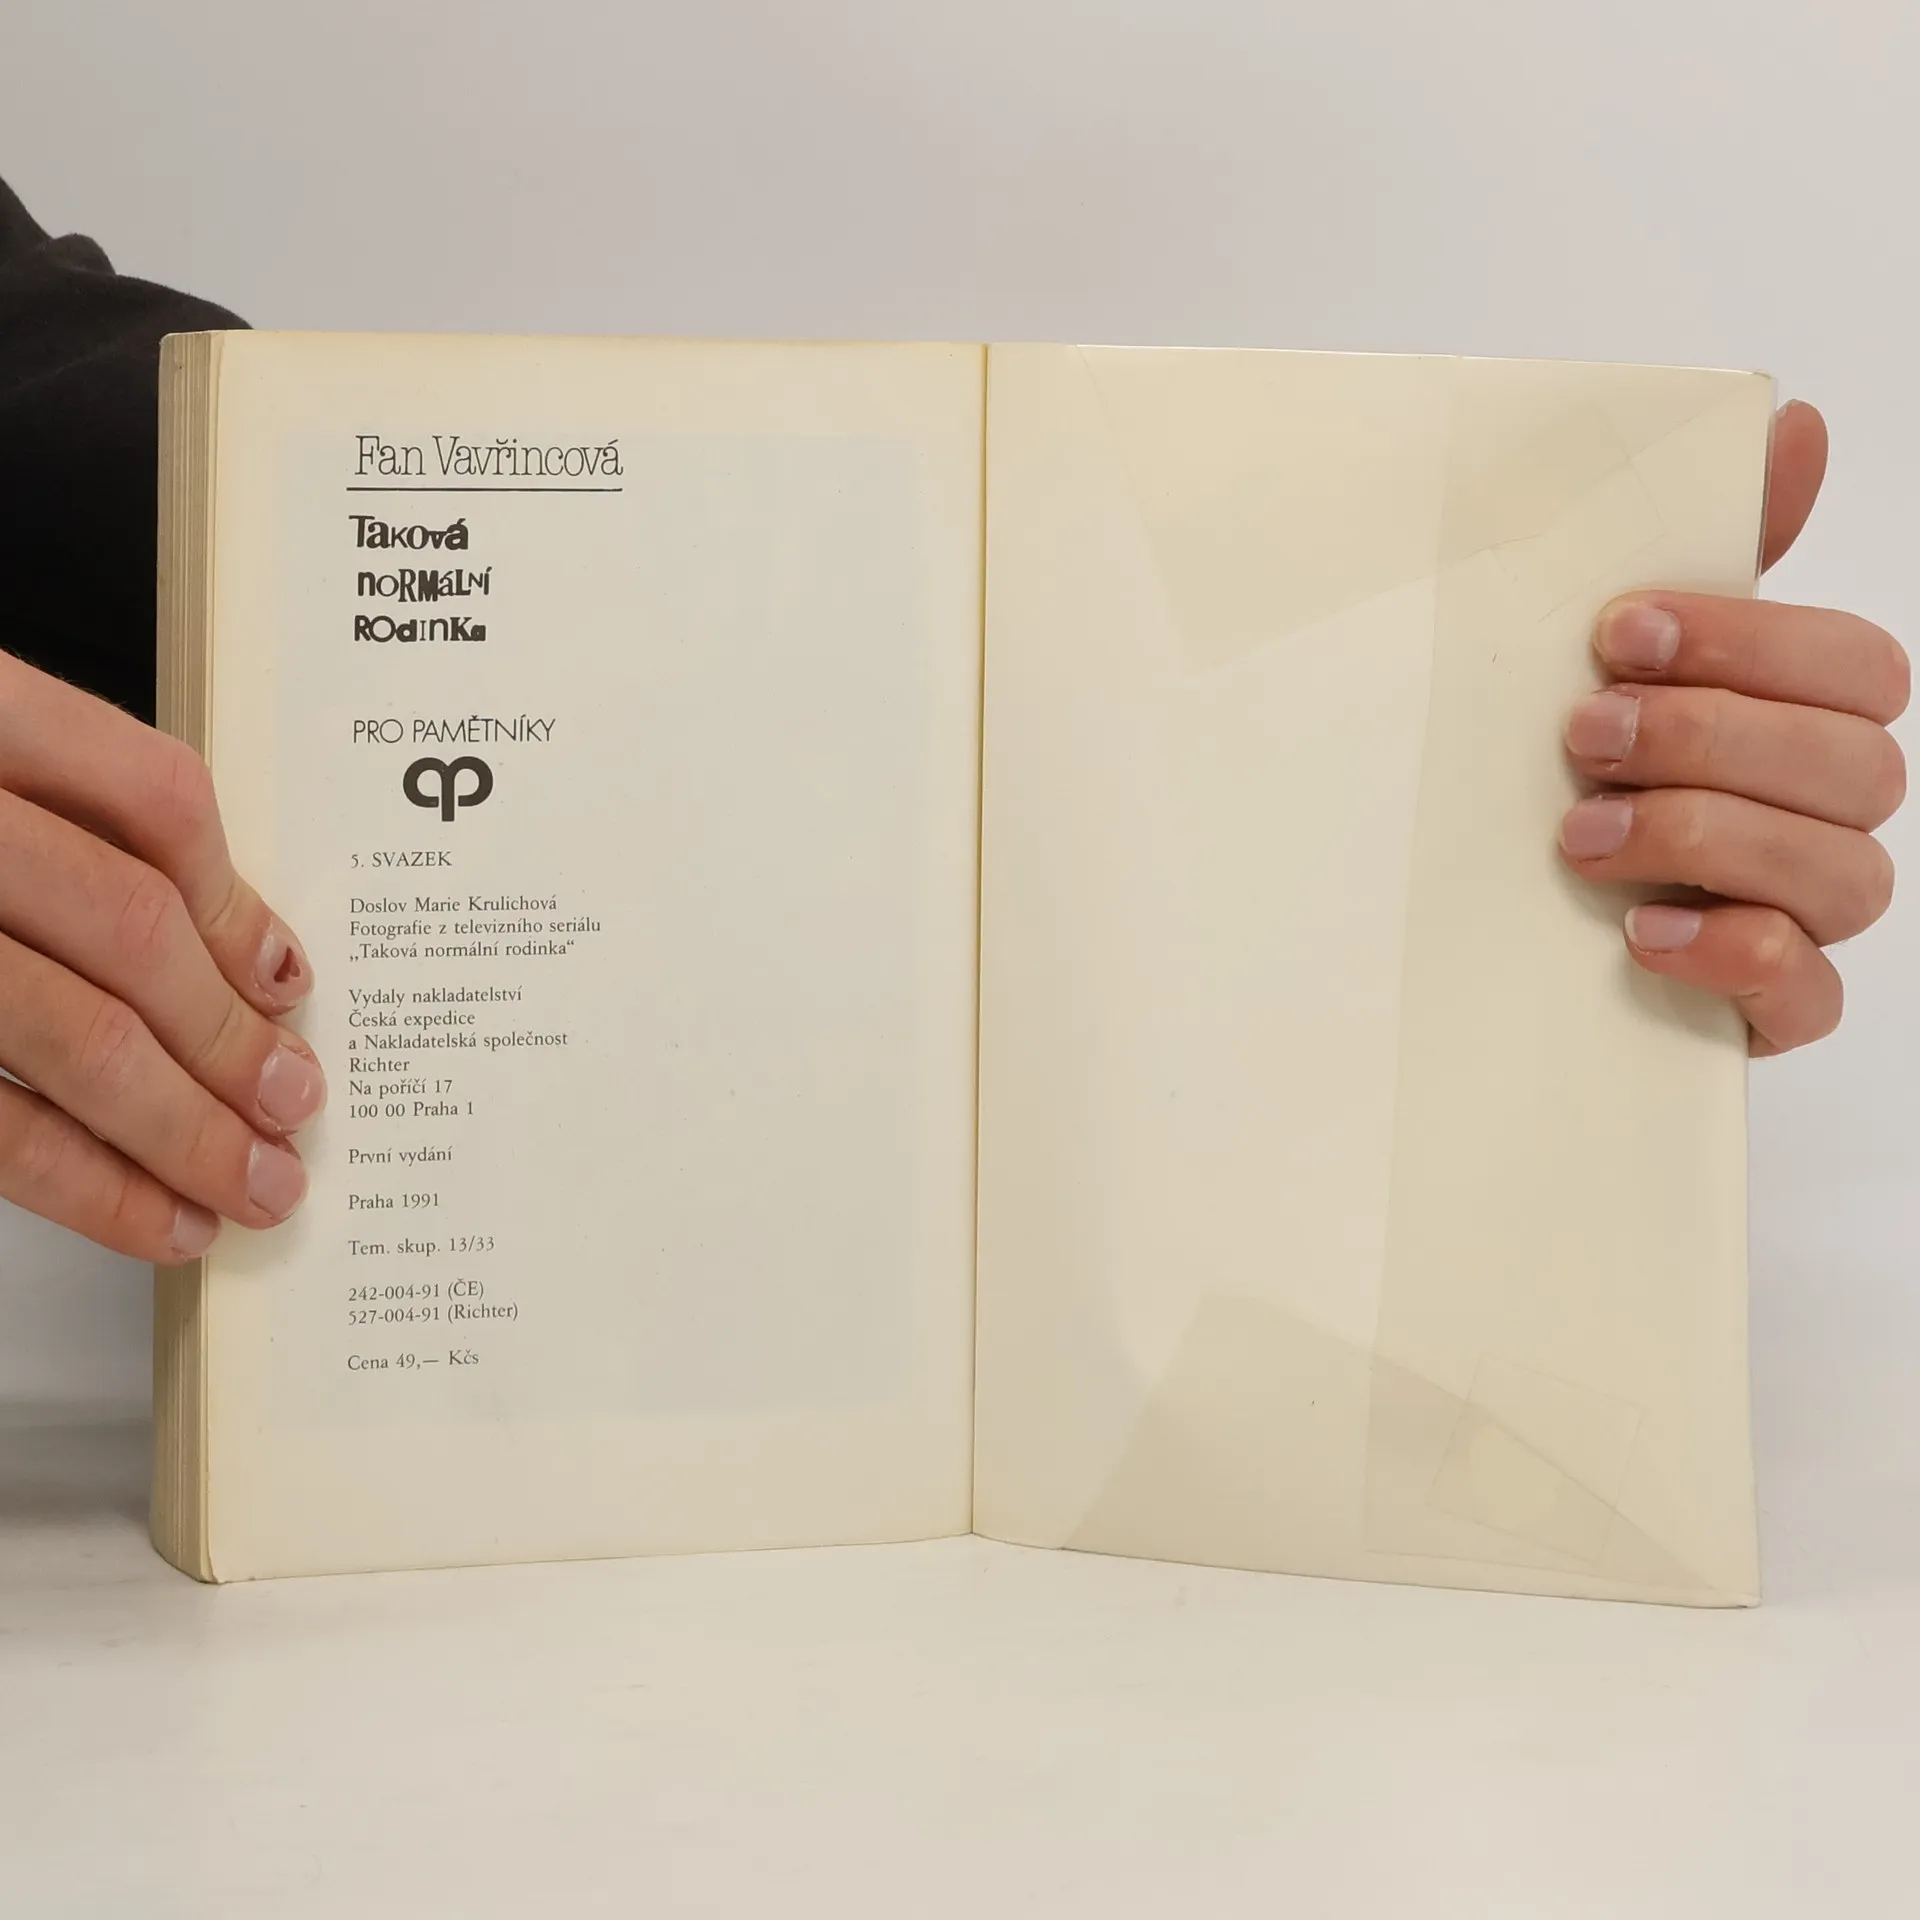 Fan Vavřincová
Taková
noRMálNí
ROdINKa
PRO PAMĚTNÍKY
5. SVAZEK
Doslov Marie Krulichová
Fotografie z televizního seriálu
„Taková normální rodinka“
Vydaly nakladatelství
Česká expedice
a Nakladatelská společnost
Richter
Na poříčí 17
100 00 Praha 1
První vydání
Praha 1991
Tem. skup. 13/33
242-004-91 (ČE)
527-004-91 (Richter)
Cena 49,— Kčs